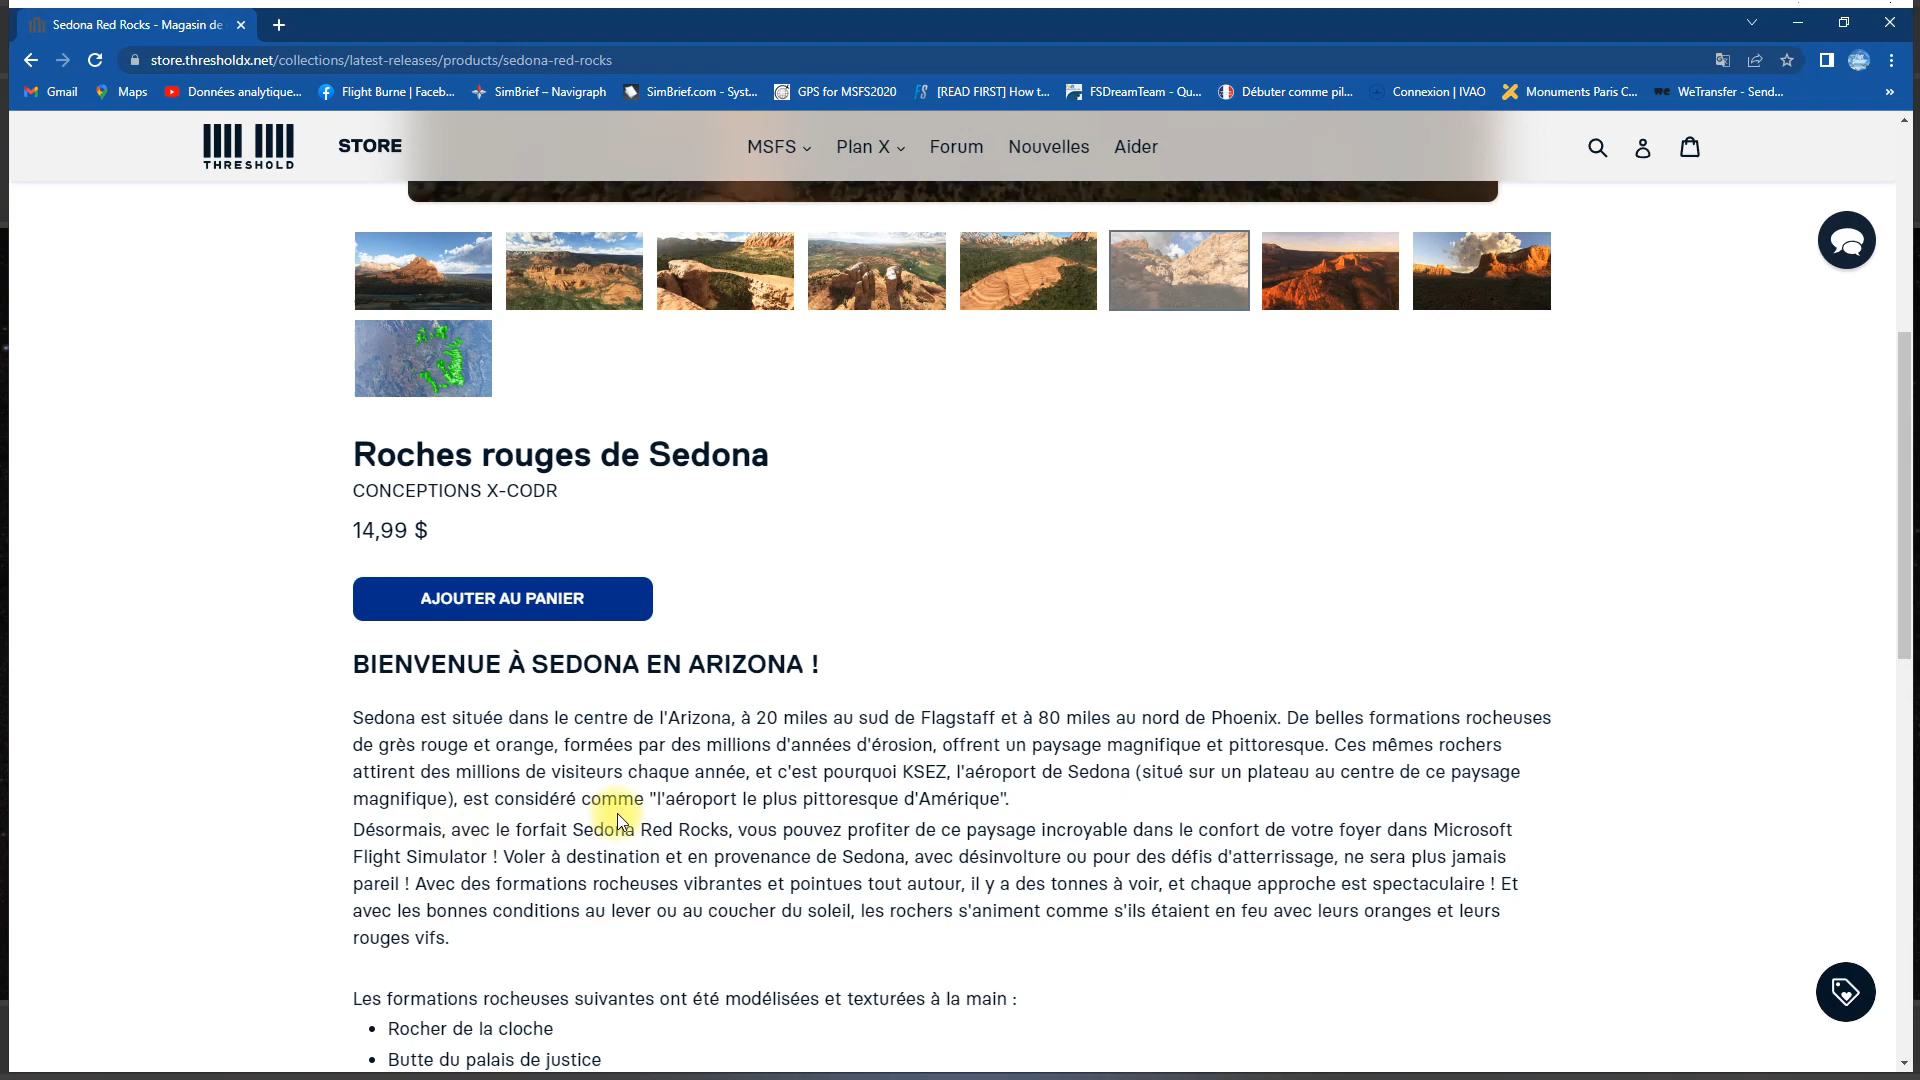 Sedona Red Rocks - Magasin de
store.thresholdx.net/collections/latest-releases/products/sedona-red-rocks
Gmail Maps Données analytique... Flight Burne | Faceb... SimBrief – Navigraph SimBrief.com - Syst... GPS for MSFS2020 [READ FIRST] How t... FSDreamTeam - Qu... Débuter comme pil... Connexion | IVAO Monuments Paris C... WeTransfer - Send... »
THRESHOLD STORE MSFS Plan X Forum Nouvelles Aider
Roches rouges de Sedona
CONCEPTIONS X-CODR
14,99 $
AJOUTER AU PANIER
BIENVENUE À SEDONA EN ARIZONA !
Sedona est située dans le centre de l'Arizona, à 20 miles au sud de Flagstaff et à 80 miles au nord de Phoenix. De belles formations rocheuses
de grès rouge et orange, formées par des millions d'années d'érosion, offrent un paysage magnifique et pittoresque. Ces mêmes rochers
attirent des millions de visiteurs chaque année, et c'est pourquoi KSEZ, l'aéroport de Sedona (situé sur un plateau au centre de ce paysage
magnifique), est considéré comme "l'aéroport le plus pittoresque d'Amérique".
Désormais, avec le forfait Sedona Red Rocks, vous pouvez profiter de ce paysage incroyable dans le confort de votre foyer dans Microsoft
Flight Simulator ! Voler à destination et en provenance de Sedona, avec désinvolture ou pour des défis d'atterrissage, ne sera plus jamais
pareil ! Avec des formations rocheuses vibrantes et pointues tout autour, il y a des tonnes à voir, et chaque approche est spectaculaire ! Et
avec les bonnes conditions au lever ou au coucher du soleil, les rochers s'animent comme s'ils étaient en feu avec leurs oranges et leurs
rouges vifs.
Les formations rocheuses suivantes ont été modélisées et texturées à la main :
• Rocher de la cloche
• Butte du palais de justice